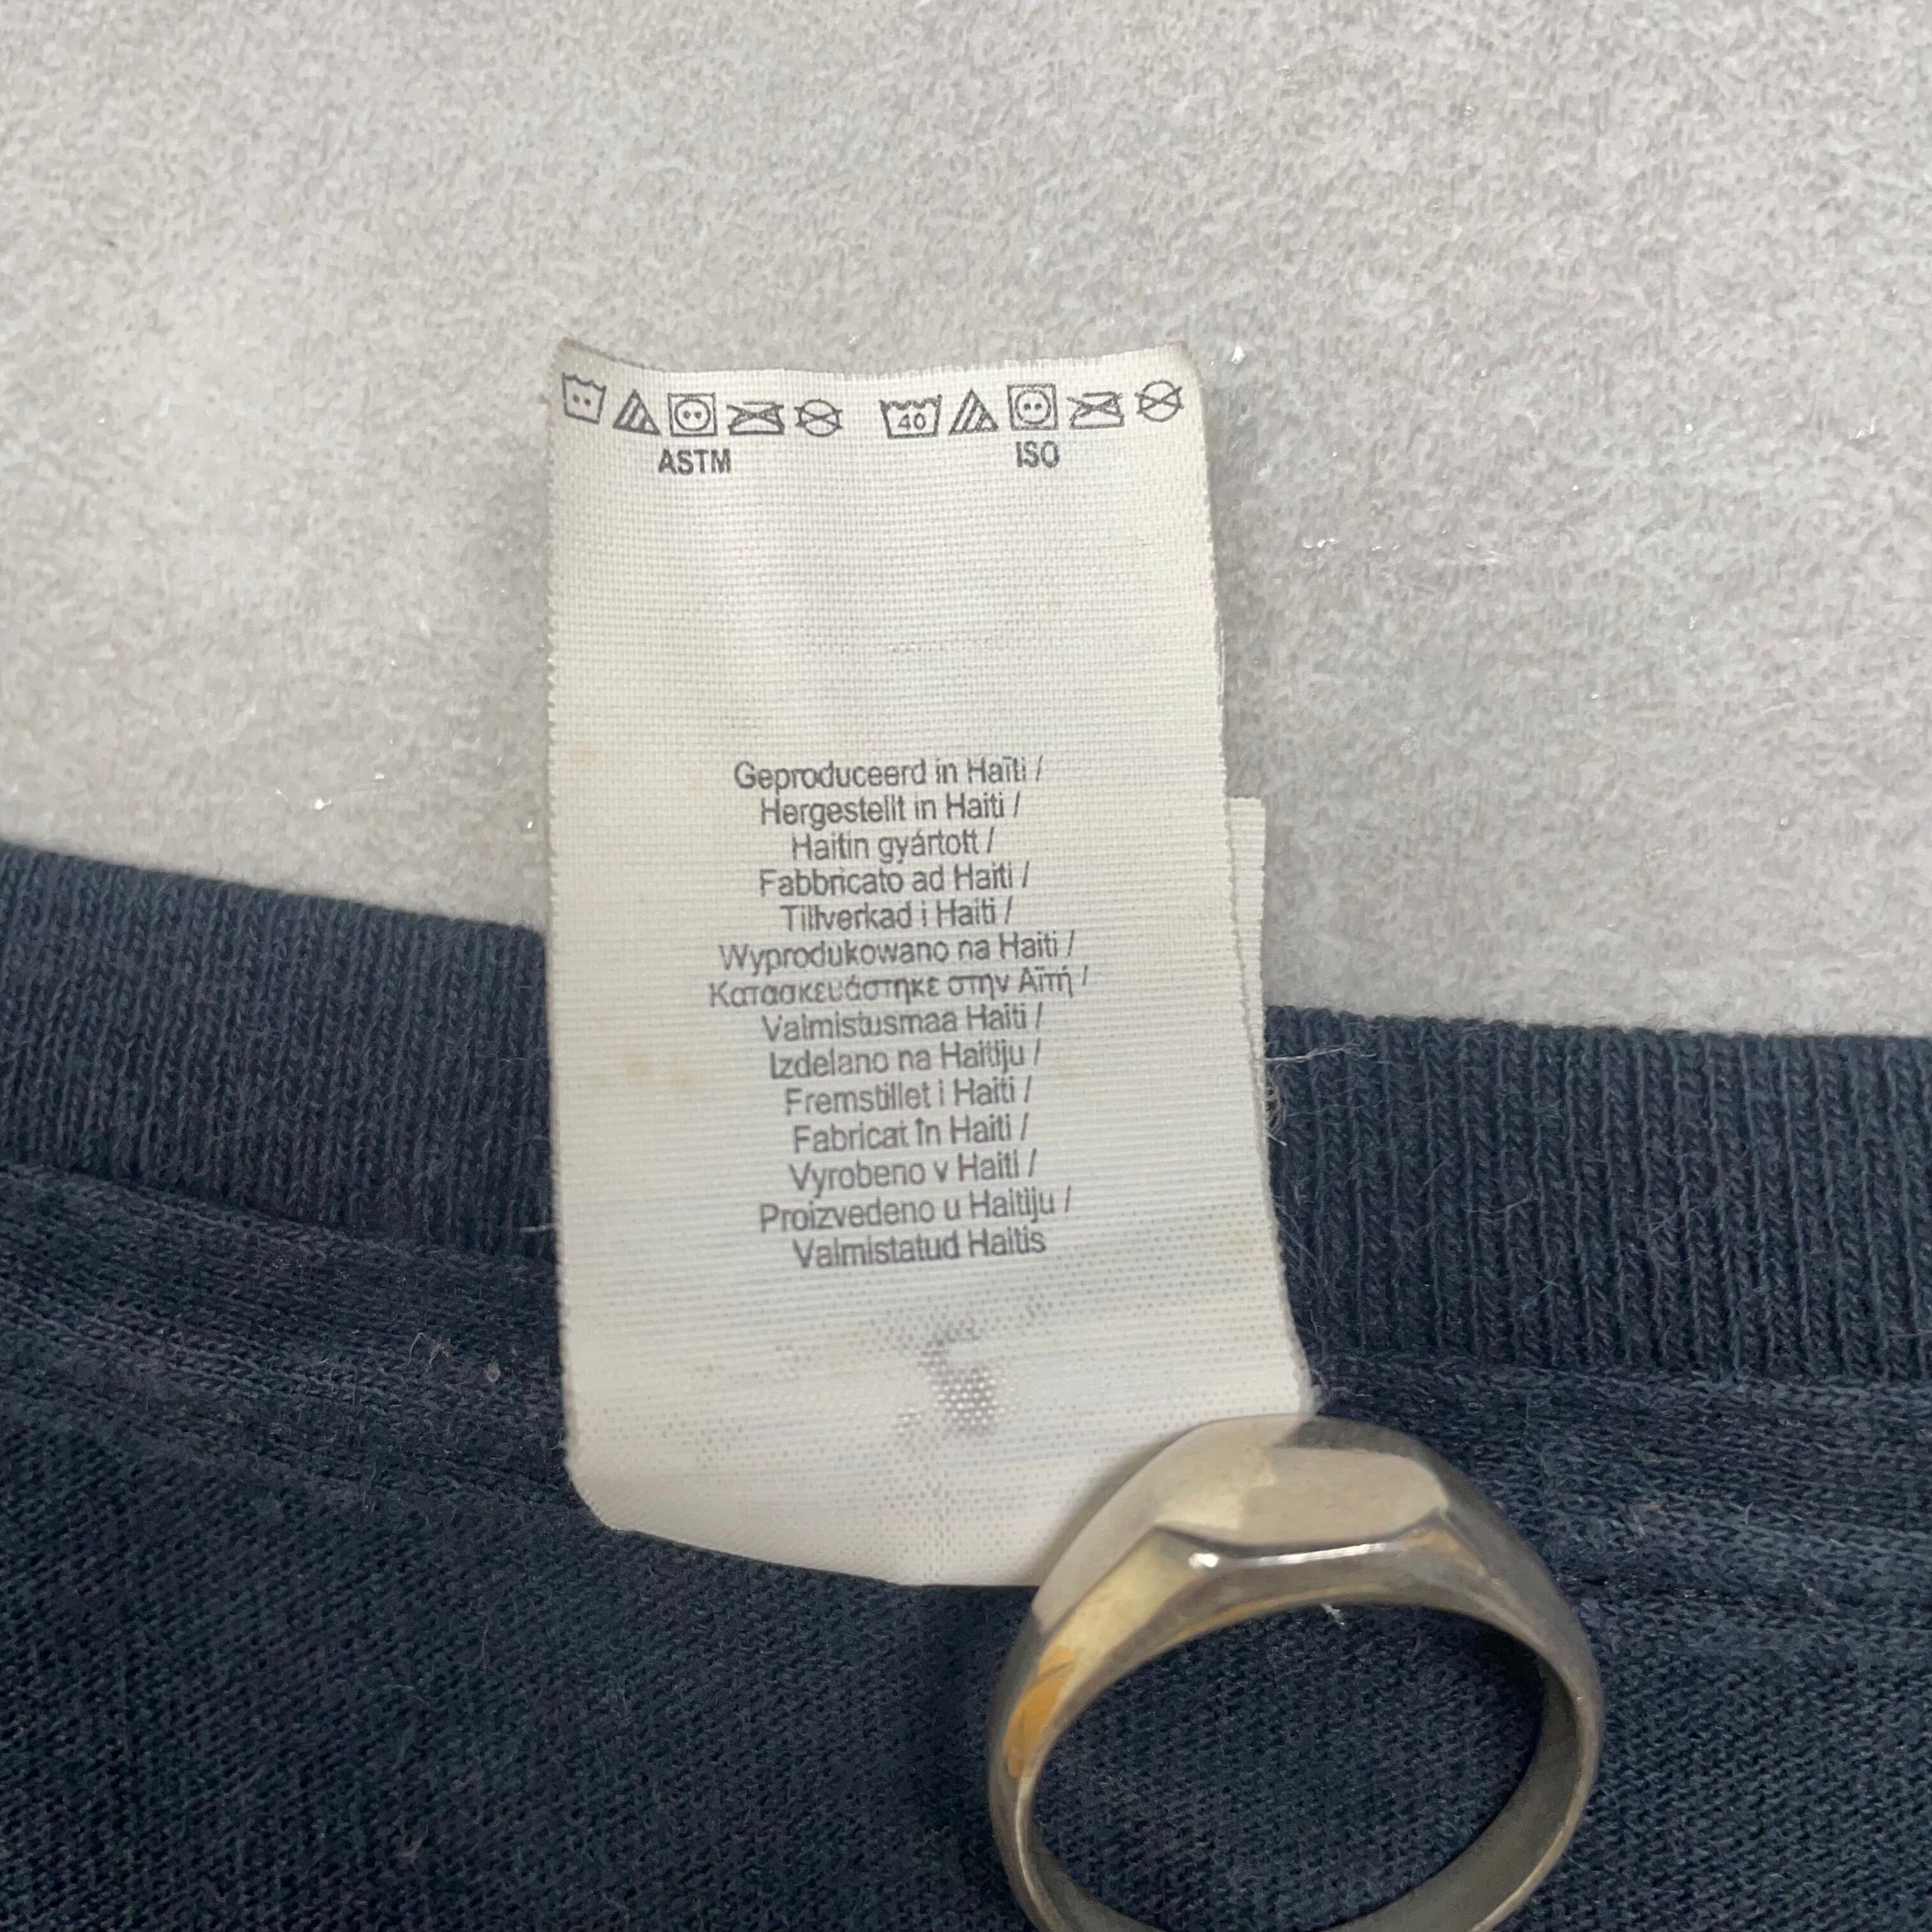 40
ASTM ISO
Geproduceerd in Haïti /
Hergestellt in Haiti /
Haitin gyártott /
Fabbricato ad Haiti /
Tillverkad i Haiti /
Wyprodukowano na Haiti /
Κατασκευάστηκε στην Αϊτή /
Valmistusmaa Haiti /
Izdelano na Haitiju /
Fremstillet i Haiti /
Fabricat în Haiti /
Vyrobeno v Haiti /
Proizvedeno u Haitiju /
Valmistatud Haitis